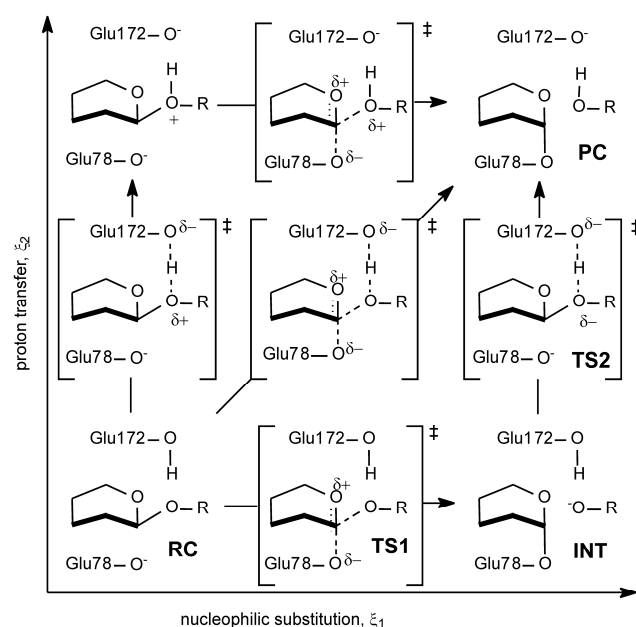 Glu172–O⁻ Glu172–O⁻ ‡ Glu172–O⁻
H H H
O O–R O δ+ O–R O O–R
+ δ+
Glu78–O⁻ Glu78–O δ− Glu78–O PC
Glu172–O δ− ‡ Glu172–O δ− ‡ Glu172–O δ− ‡
H H H
O O–R O δ+ O–R O O–R
δ+ δ−
Glu78–O⁻ Glu78–O δ− Glu78–O⁻ TS2
Glu172–O Glu172–O ‡ Glu172–O
H H H
O O–R O δ+ O–R O ⁻O–R
RC TS1 INT
Glu78–O⁻ Glu78–O δ− Glu78–O
proton transfer, ξ₂
nucleophilic substitution, ξ₁